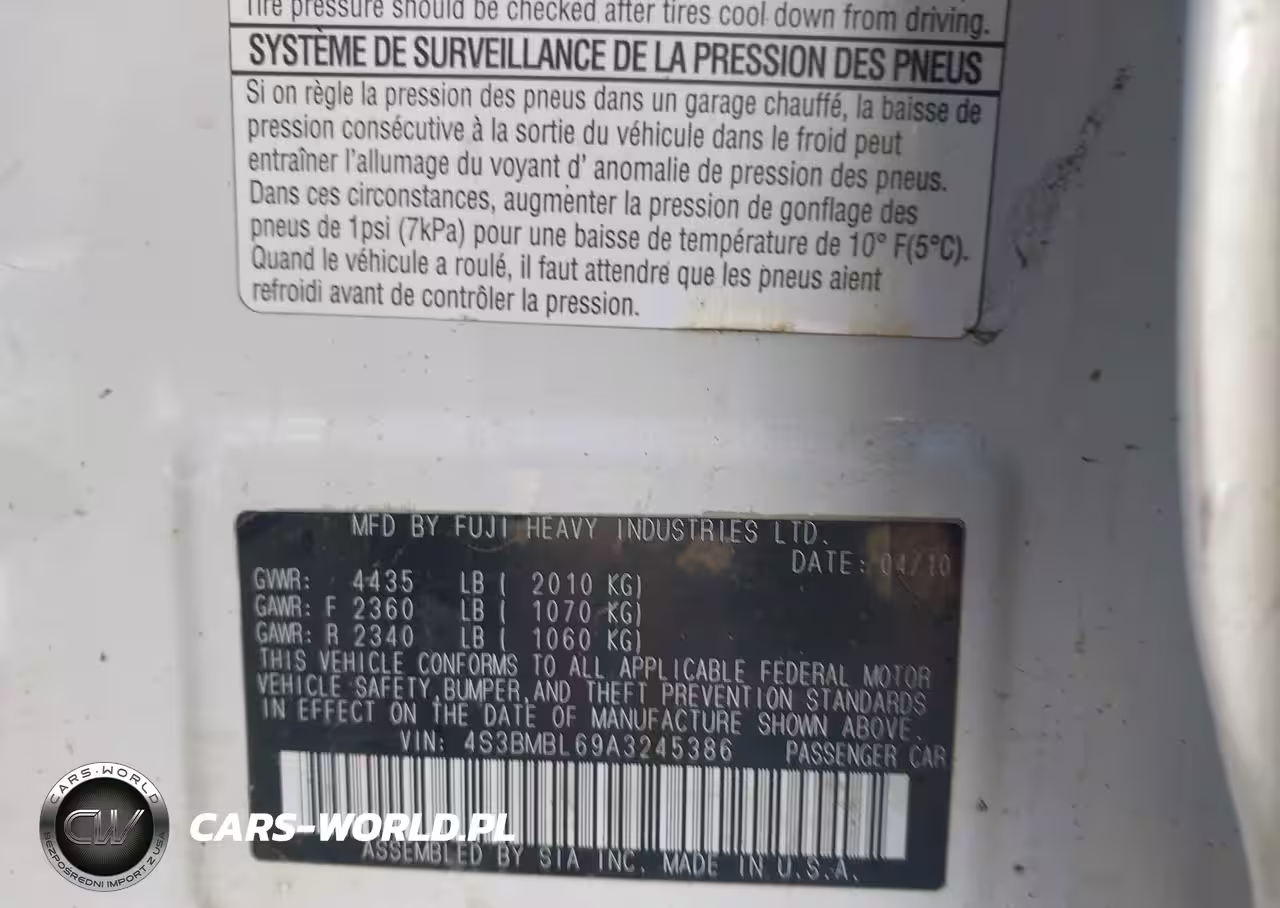 Tire pressure should be checked after tires cool down from driving.
SYSTÈME DE SURVEILLANCE DE LA PRESSION DES PNEUS
Si on règle la pression des pneus dans un garage chauffé, la baisse de
pression consécutive à la sortie du véhicule dans le froid peut
entraîner l'allumage du voyant d' anomalie de pression des pneus.
Dans ces circonstances, augmenter la pression de gonflage des
pneus de 1psi (7kPa) pour une baisse de température de 10° F(5°C).
Quand le véhicule a roulé, il faut attendre que les pneus aient
refroidi avant de contrôler la pression.
MFD BY FUJI HEAVY INDUSTRIES LTD.
DATE: 04/10
GVWR: 4435 LB ( 2010 KG)
GAWR: F 2360 LB ( 1070 KG)
GAWR: R 2340 LB ( 1060 KG)
THIS VEHICLE CONFORMS TO ALL APPLICABLE FEDERAL MOTOR
VEHICLE SAFETY, BUMPER, AND THEFT PREVENTION STANDARDS
IN EFFECT ON THE DATE OF MANUFACTURE SHOWN ABOVE.
VIN: 4S3BMBL69A3245386 PASSENGER CAR
ASSEMBLED BY SIA INC. MADE IN U.S.A.
CARS-WORLD
CW
BEZPOŚREDNI IMPORT Z USA
CARS-WORLD.PL